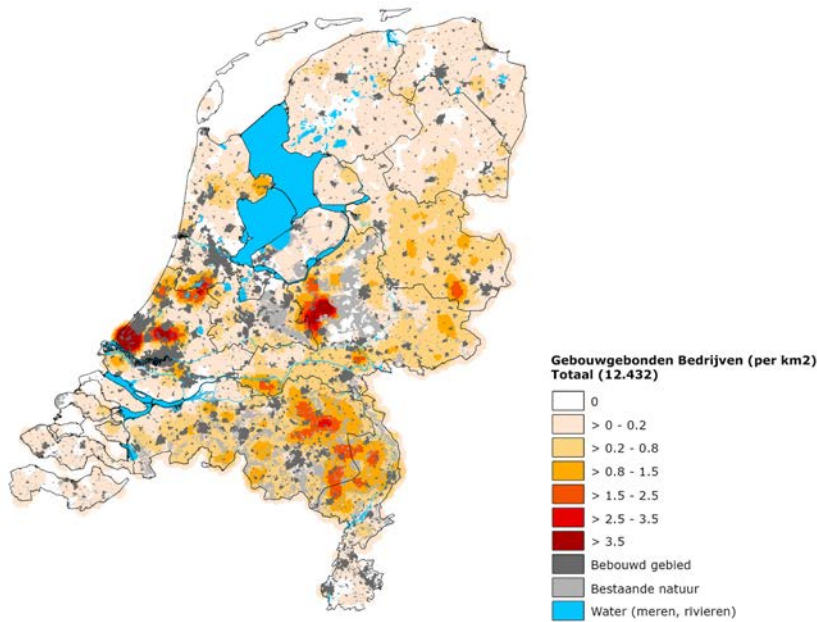 Gebouwgebonden Bedrijven (per km2)
Totaal (12.432)
0
> 0 - 0.2
> 0.2 - 0.8
> 0.8 - 1.5
> 1.5 - 2.5
> 2.5 - 3.5
> 3.5
Bebouwd gebied
Bestaande natuur
Water (meren, rivieren)